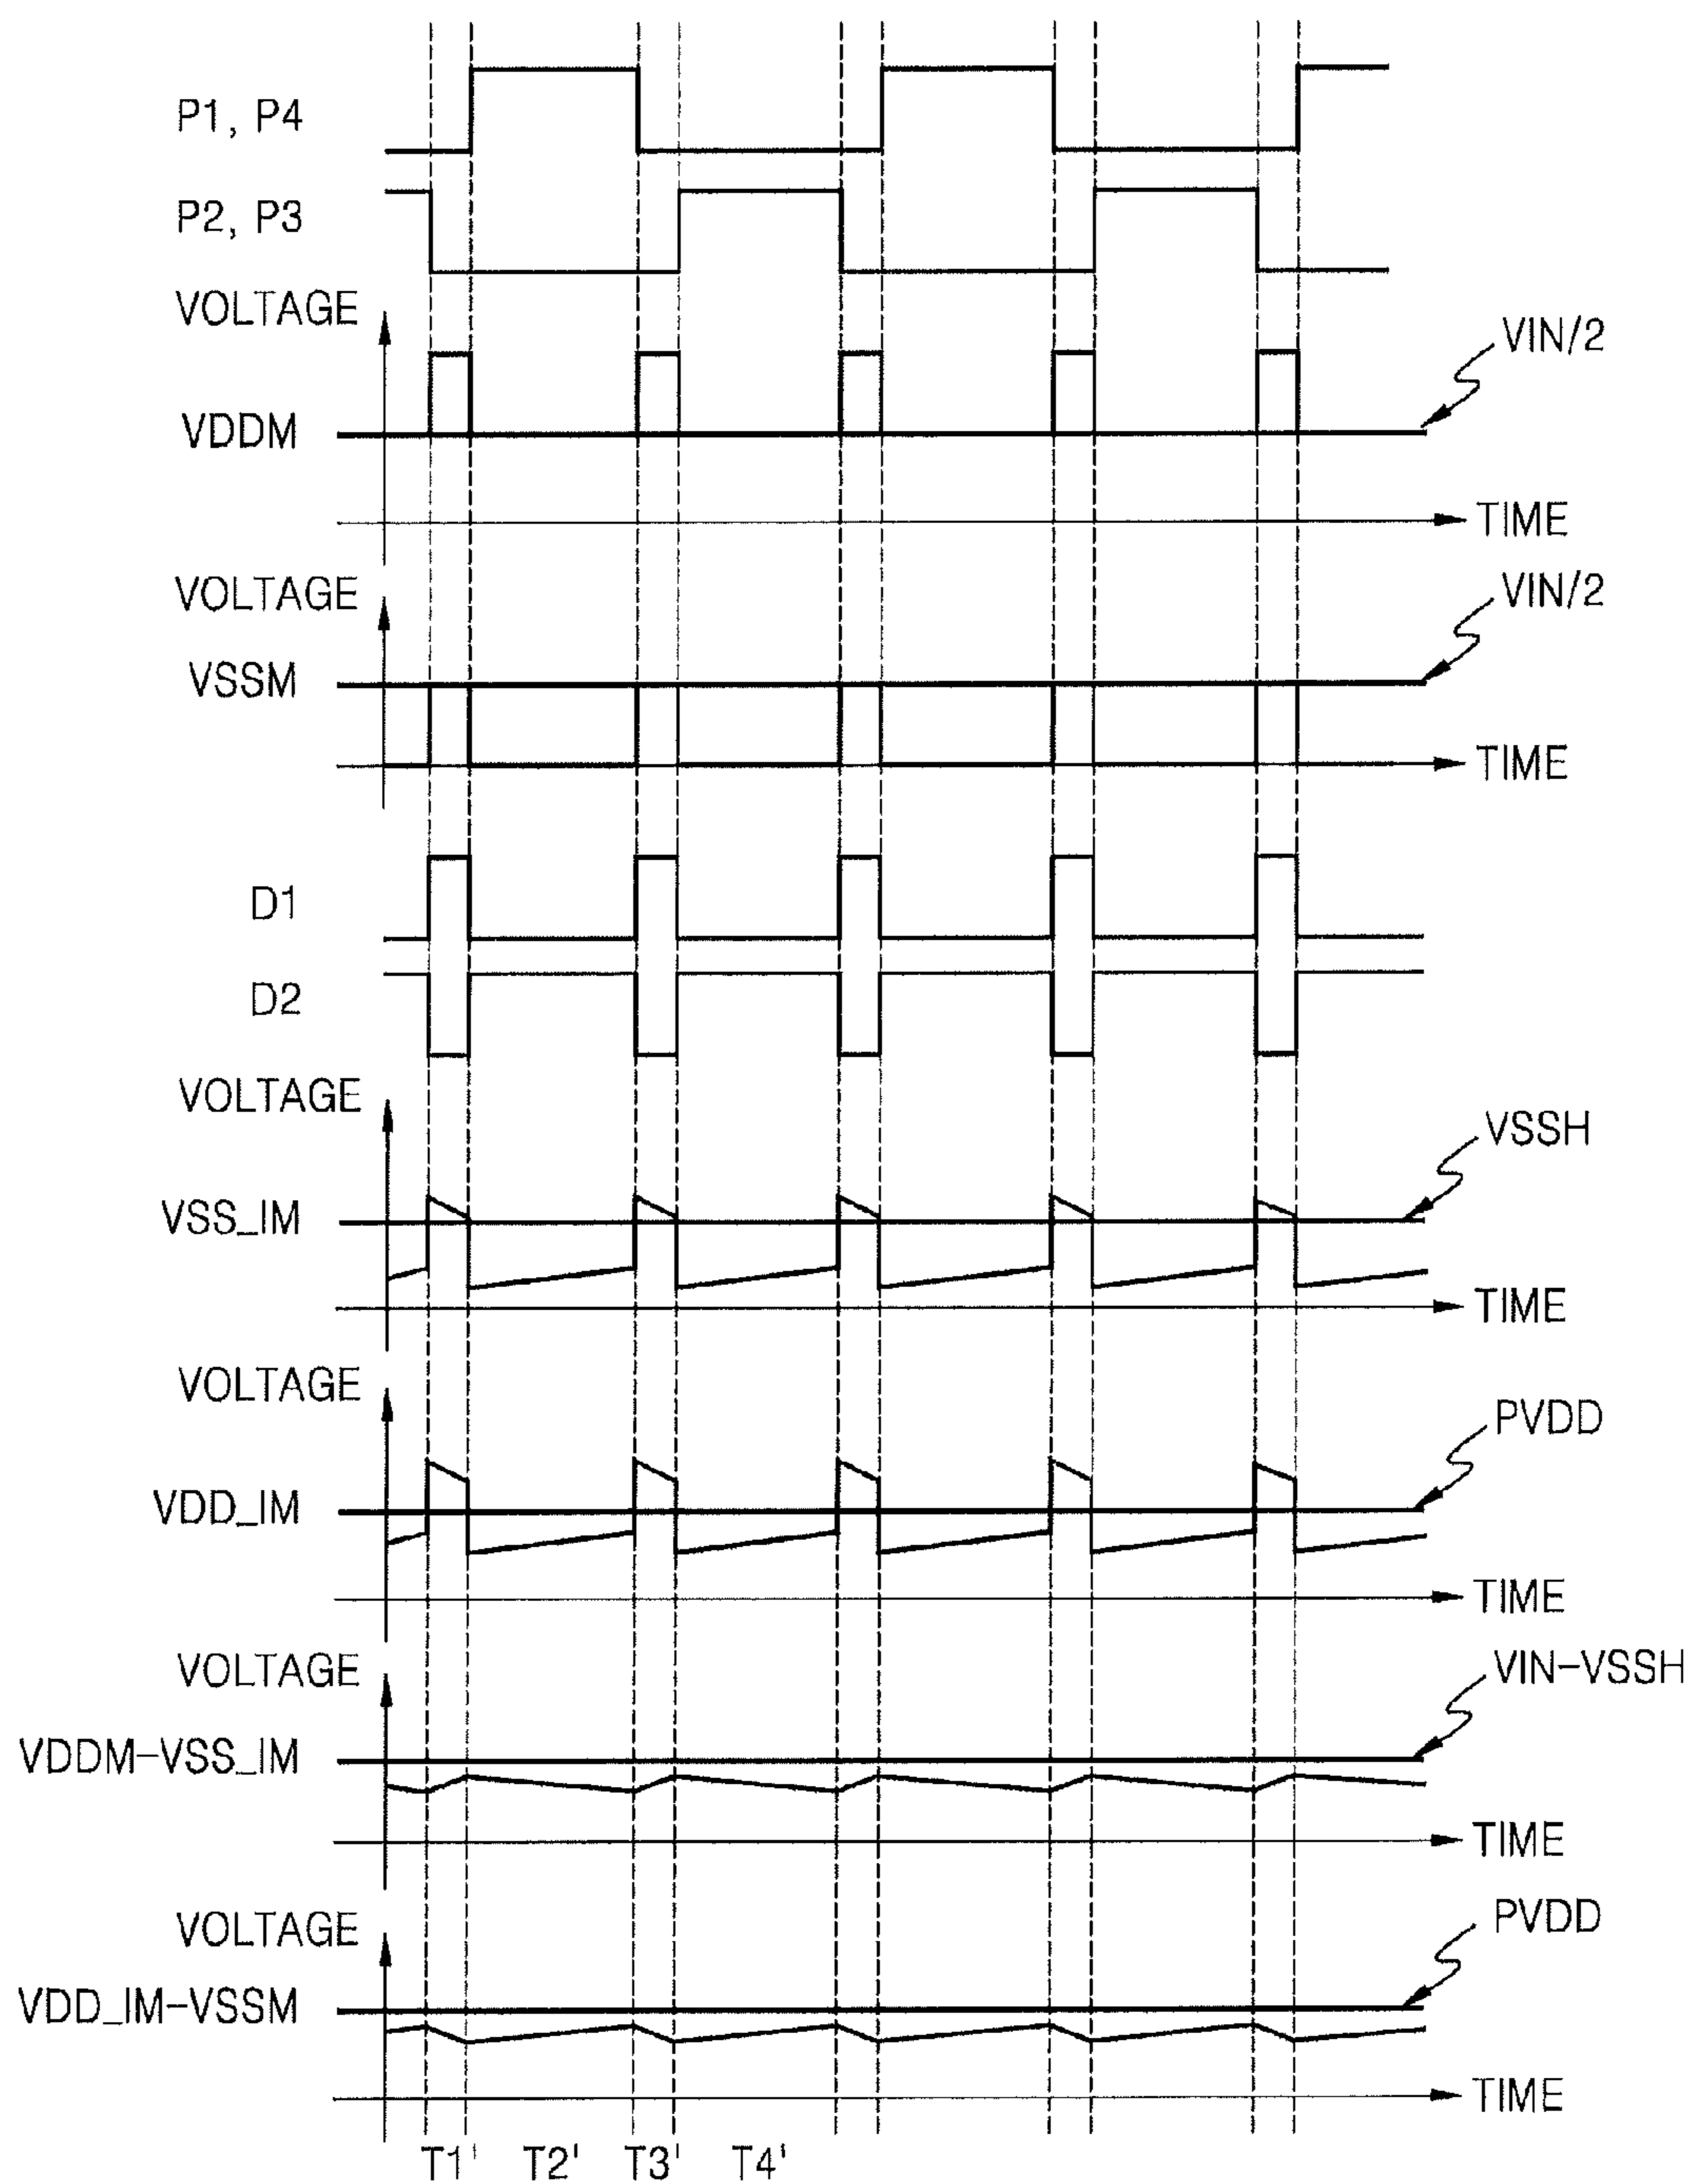 P1, P4
P2, P3
VOLTAGE
VIN/2
VDDM
TIME
VOLTAGE
VIN/2
VSSM
TIME
D1
D2
VOLTAGE
VSSH
VSS_IM
TIME
VOLTAGE
PVDD
VDD_IM
TIME
VOLTAGE
VIN-VSSH
VDDM-VSS_IM
TIME
VOLTAGE
PVDD
VDD_IM-VSSM
TIME
T1' T2' T3' T4'